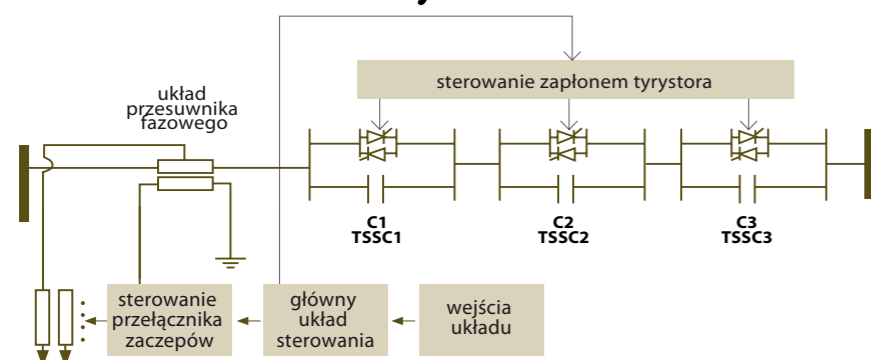 sterowanie zapłonem tyrystora
układ
przesuwnika
fazowego
C1
TSSC1
C2
TSSC2
C3
TSSC3
sterowanie
przełącznika
zaczepów
główny
układ
sterowania
wejścia
układu